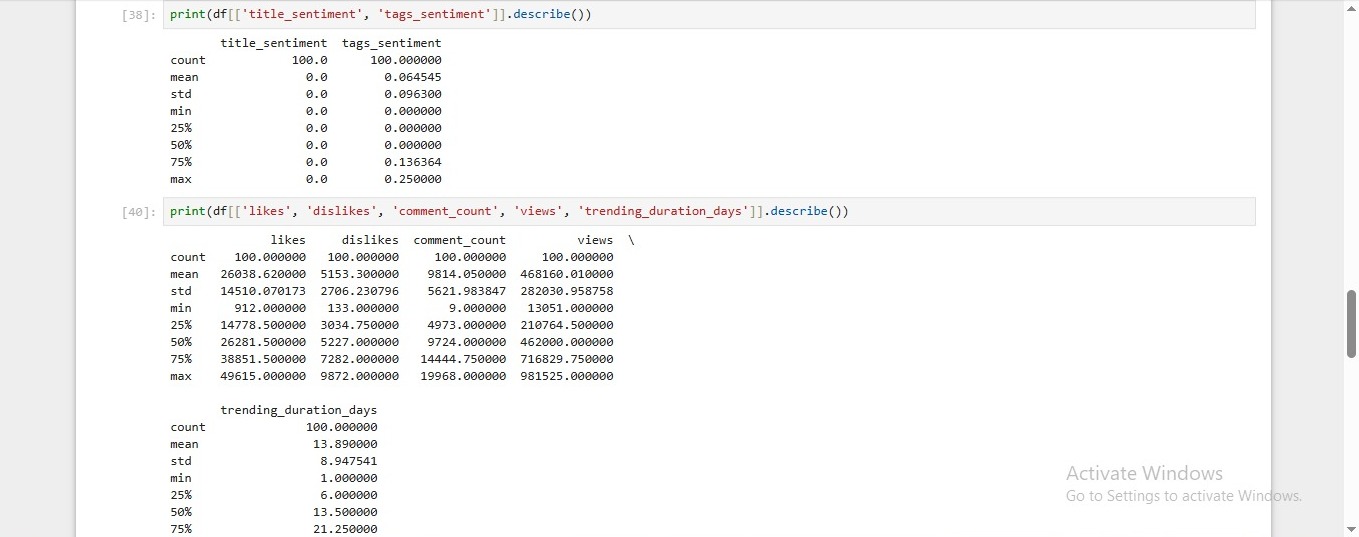 [38]: print(df[['title_sentiment', 'tags_sentiment']].describe())
title_sentiment tags_sentiment
count 100.0 100.000000
mean 0.0 0.064545
std 0.0 0.096300
min 0.0 0.000000
25% 0.0 0.000000
50% 0.0 0.000000
75% 0.0 0.136364
max 0.0 0.250000
[40]: print(df[['likes', 'dislikes', 'comment_count', 'views', 'trending_duration_days']].describe())
likes dislikes comment_count views \
count 100.000000 100.000000 100.000000 100.000000
mean 26038.620000 5153.300000 9814.050000 468160.010000
std 14510.070173 2706.230796 5621.983847 282030.958758
min 912.000000 133.000000 9.000000 13051.000000
25% 14778.500000 3034.750000 4973.000000 210764.500000
50% 26281.500000 5227.000000 9724.000000 462000.000000
75% 38851.500000 7282.000000 14444.750000 716829.750000
max 49615.000000 9872.000000 19968.000000 981525.000000
trending_duration_days
count 100.000000
mean 13.890000
std 8.947541
min 1.000000
25% 6.000000
50% 13.500000
75% 21.250000
Activate Windows
Go to Settings to activate Windows.